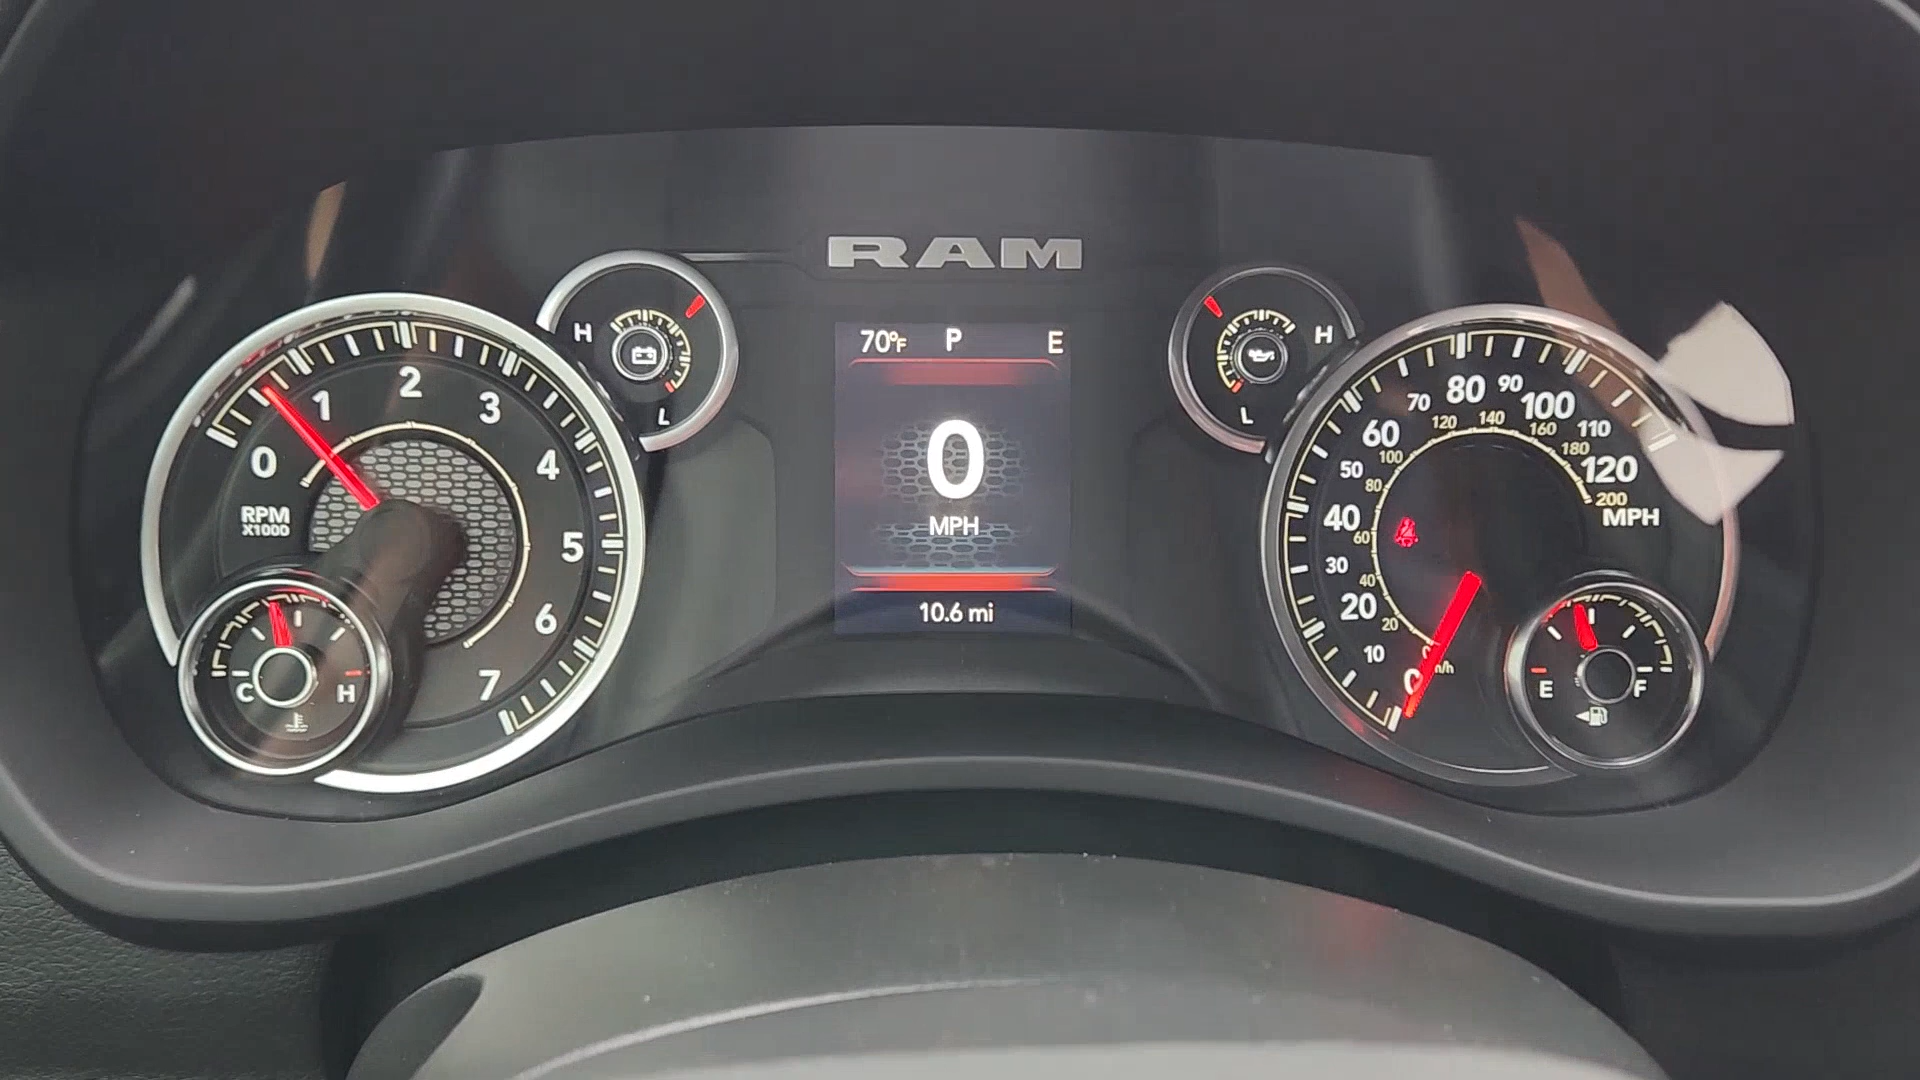 RAM
70°F P E
0
MPH
10.6 mi
0 1 2 3 4 5 6 7
RPM
X1000
H
L
C H
H
L
0 10 20 30 40 50 60 70 80 90 100 110 120
MPH
20 40 60 80 100 120 140 160 180 200
E F